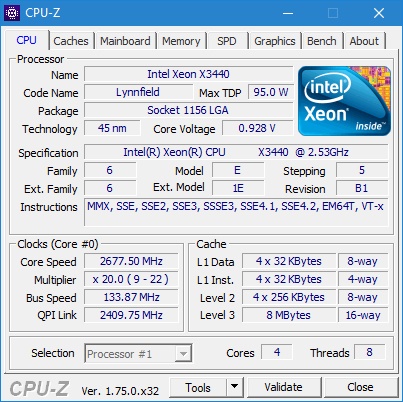 CPU-Z
CPU Caches Mainboard Memory SPD Graphics Bench About
Processor
Name Intel Xeon X3440
Code Name Lynnfield Max TDP 95.0 W
Package Socket 1156 LGA
Technology 45 nm Core Voltage 0.928 V
intel Xeon inside™
Specification Intel(R) Xeon(R) CPU X3440 @ 2.53GHz
Family 6 Model E Stepping 5
Ext. Family 6 Ext. Model 1E Revision B1
Instructions MMX, SSE, SSE2, SSE3, SSSE3, SSE4.1, SSE4.2, EM64T, VT-x
Clocks (Core #0) Cache
Core Speed 2677.50 MHz L1 Data 4 x 32 KBytes 8-way
Multiplier x 20.0 ( 9 - 22 ) L1 Inst. 4 x 32 KBytes 4-way
Bus Speed 133.87 MHz Level 2 4 x 256 KBytes 8-way
QPI Link 2409.75 MHz Level 3 8 MBytes 16-way
Selection Processor #1 Cores 4 Threads 8
CPU-Z Ver. 1.75.0.x32 Tools Validate Close